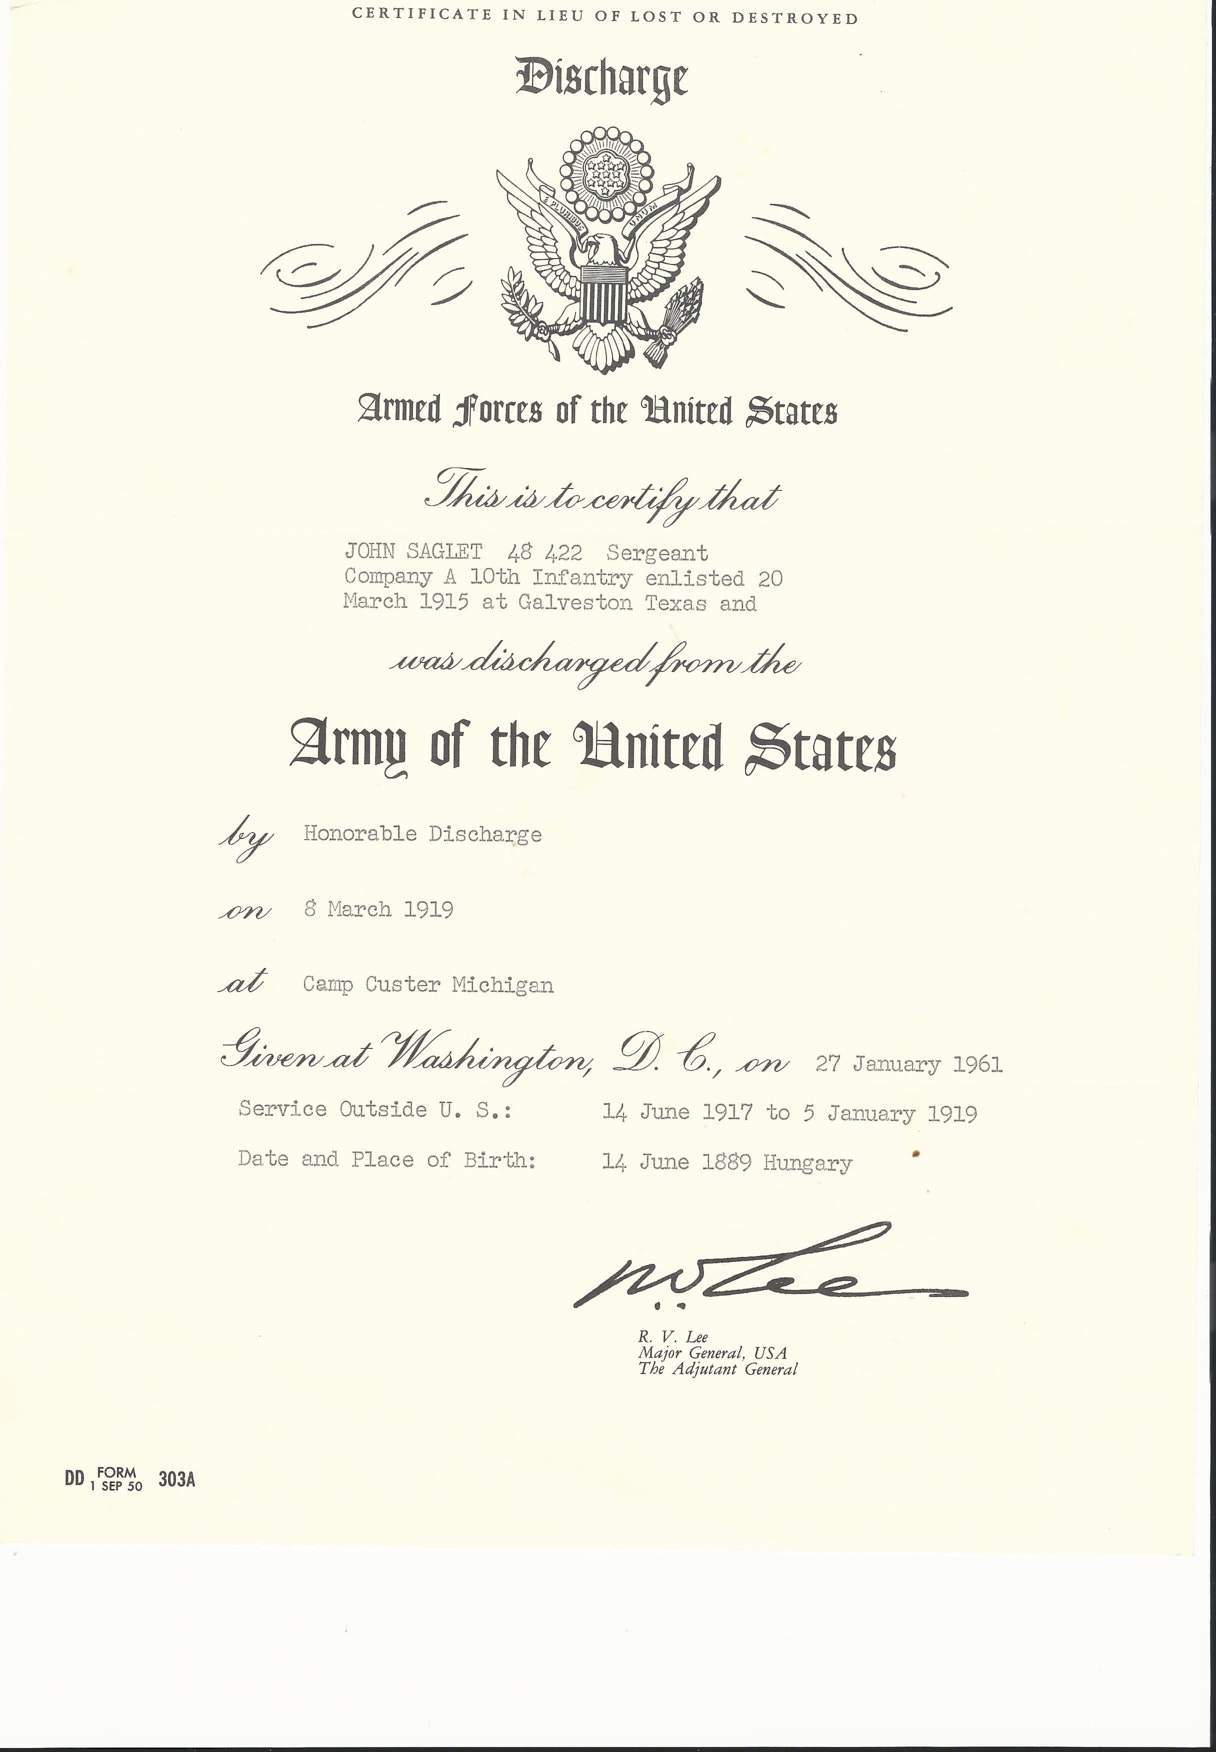 CERTIFICATE IN LIEU OF LOST OR DESTROYED
Discharge
E PLURIBUS UNUM
Armed Forces of the United States
This is to certify that
JOHN SAGLET 48 422 Sergeant
Company A 10th Infantry enlisted 20
March 1915 at Galveston Texas and
was discharged from the
Army of the United States
by Honorable Discharge
on 8 March 1919
at Camp Custer Michigan
Given at Washington, D. C., on 27 January 1961
Service Outside U. S.: 14 June 1917 to 5 January 1919
Date and Place of Birth: 14 June 1889 Hungary
R. V. Lee
Major General, USA
The Adjutant General
DD FORM 1 SEP 50 303A